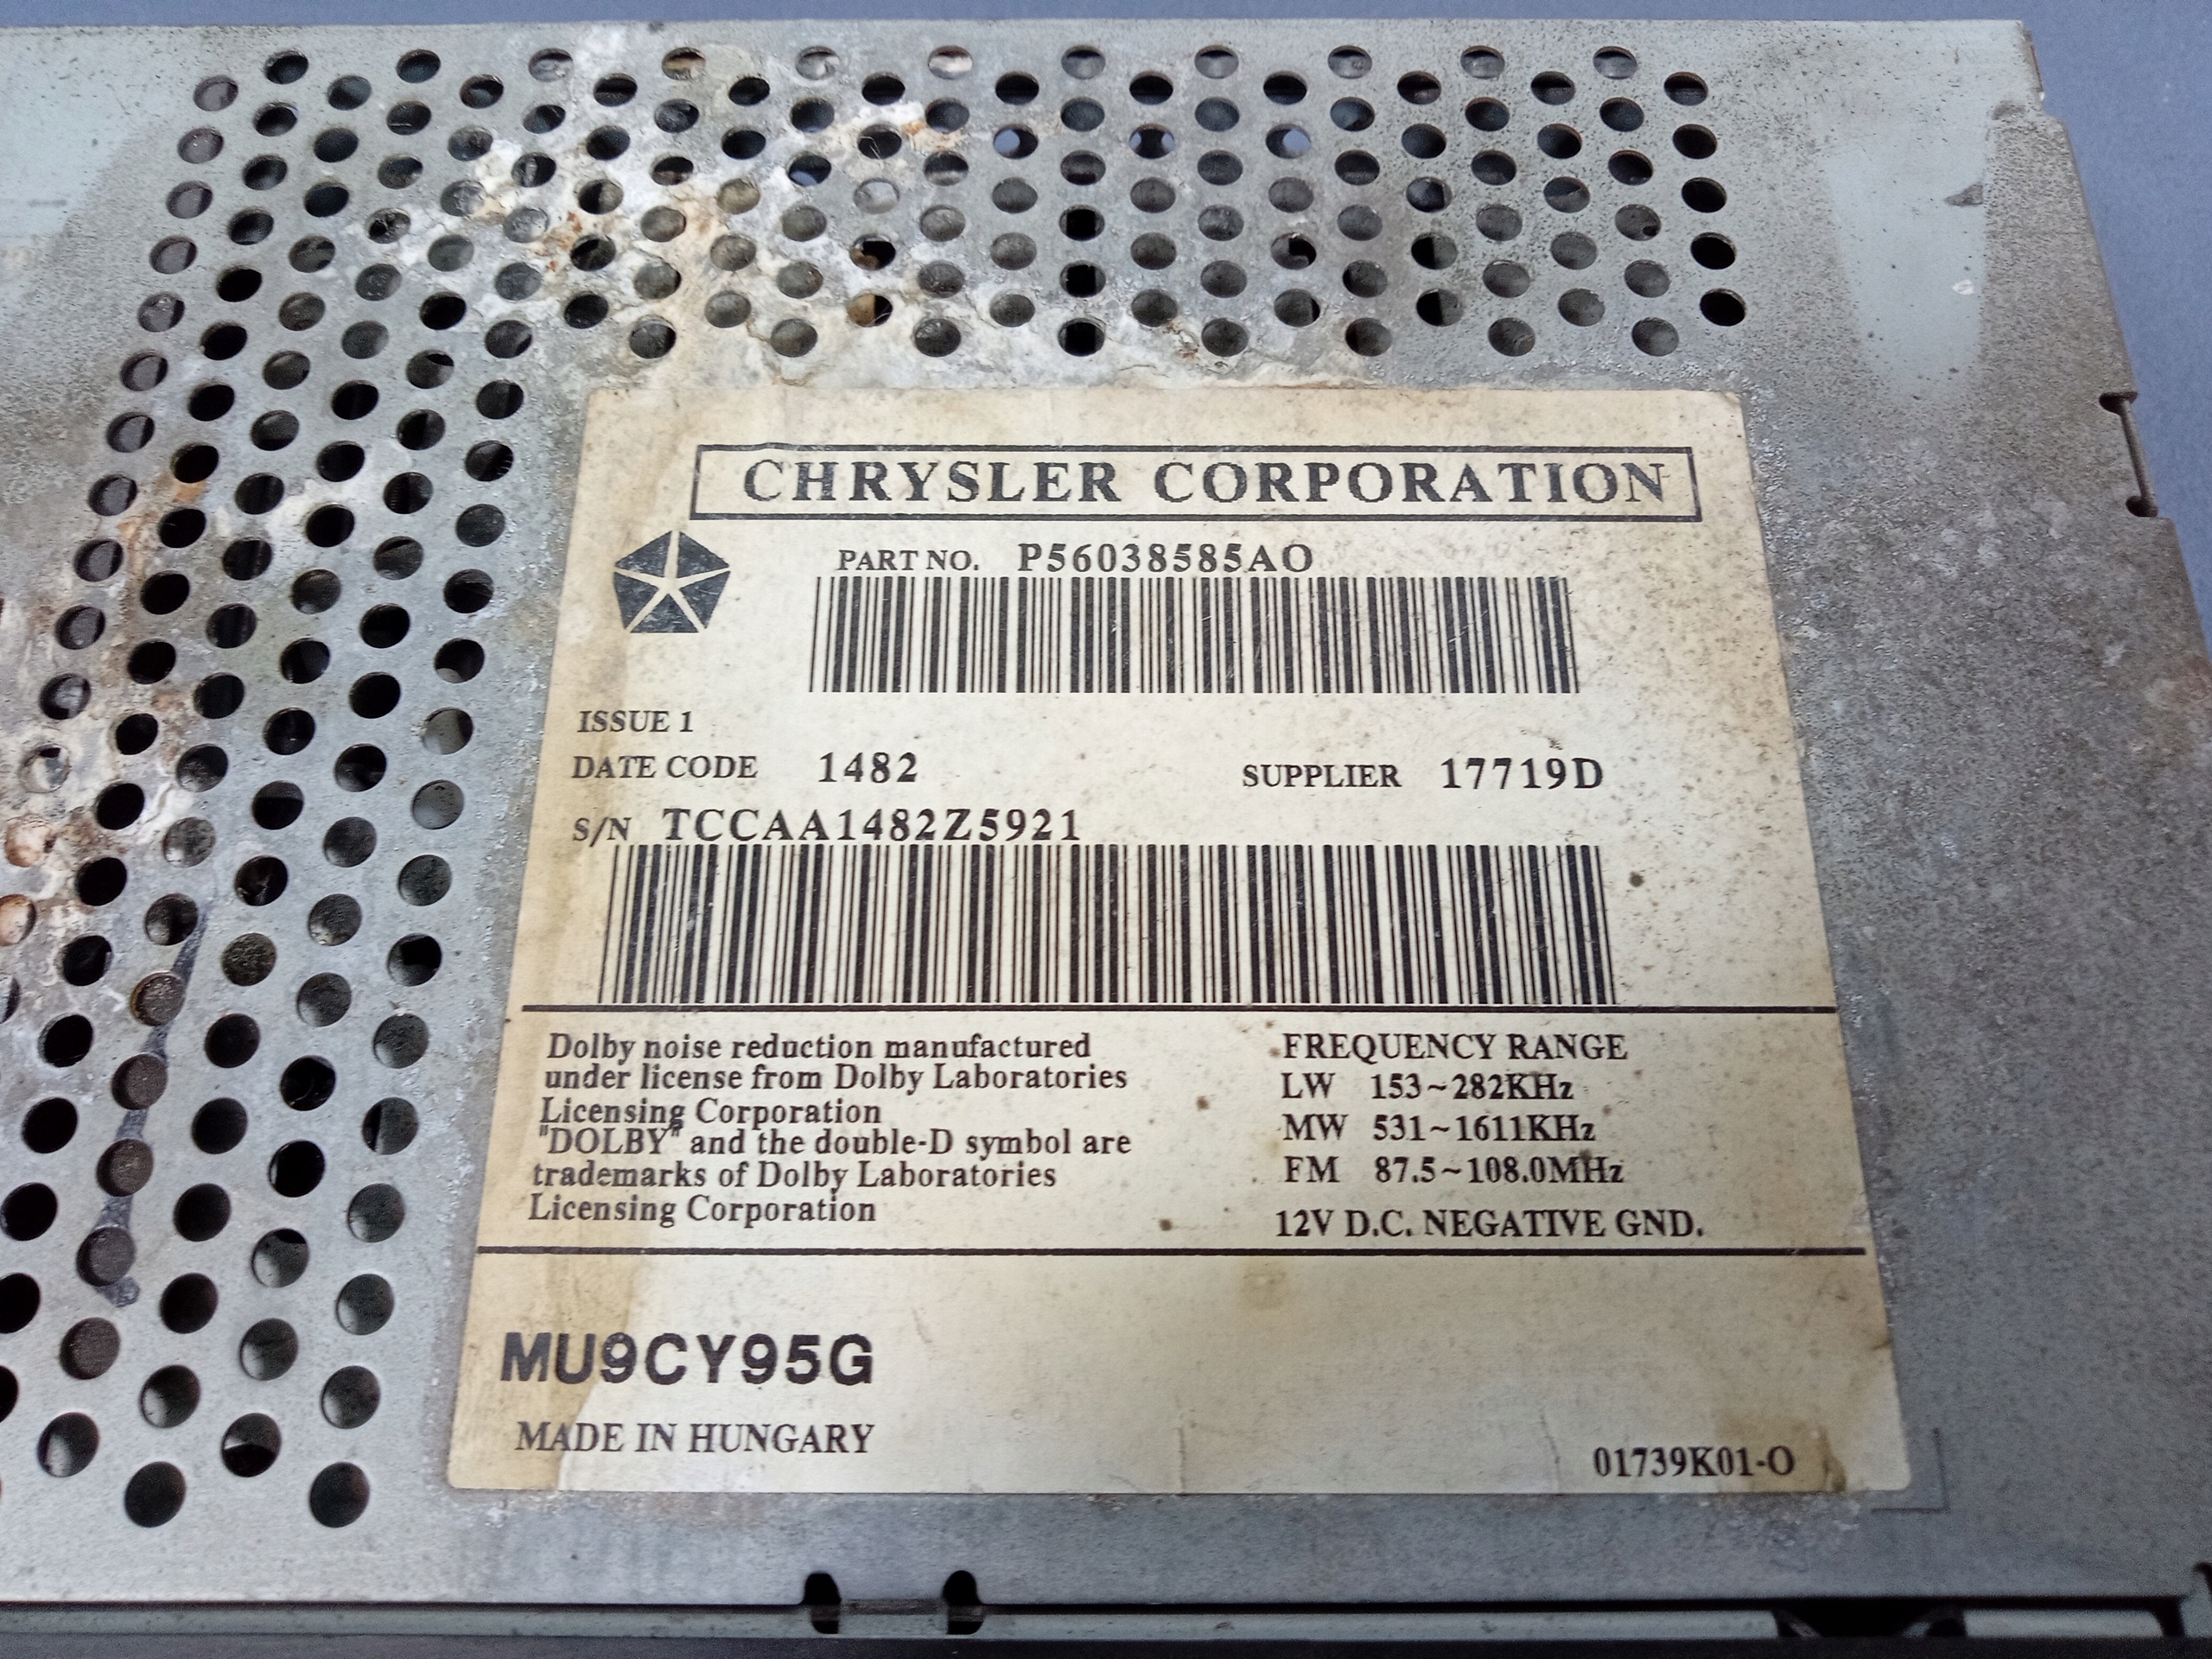 CHRYSLER CORPORATION
PART NO. P56038585AO
ISSUE 1
DATE CODE 1482 SUPPLIER 17719D
S/N TCCAA1482Z5921
Dolby noise reduction manufactured
under license from Dolby Laboratories
Licensing Corporation
"DOLBY" and the double-D symbol are
trademarks of Dolby Laboratories
Licensing Corporation
FREQUENCY RANGE
LW 153~282KHz
MW 531~1611KHz
FM 87.5~108.0MHz
12V D.C. NEGATIVE GND.
MU9CY95G
MADE IN HUNGARY
01739K01-O